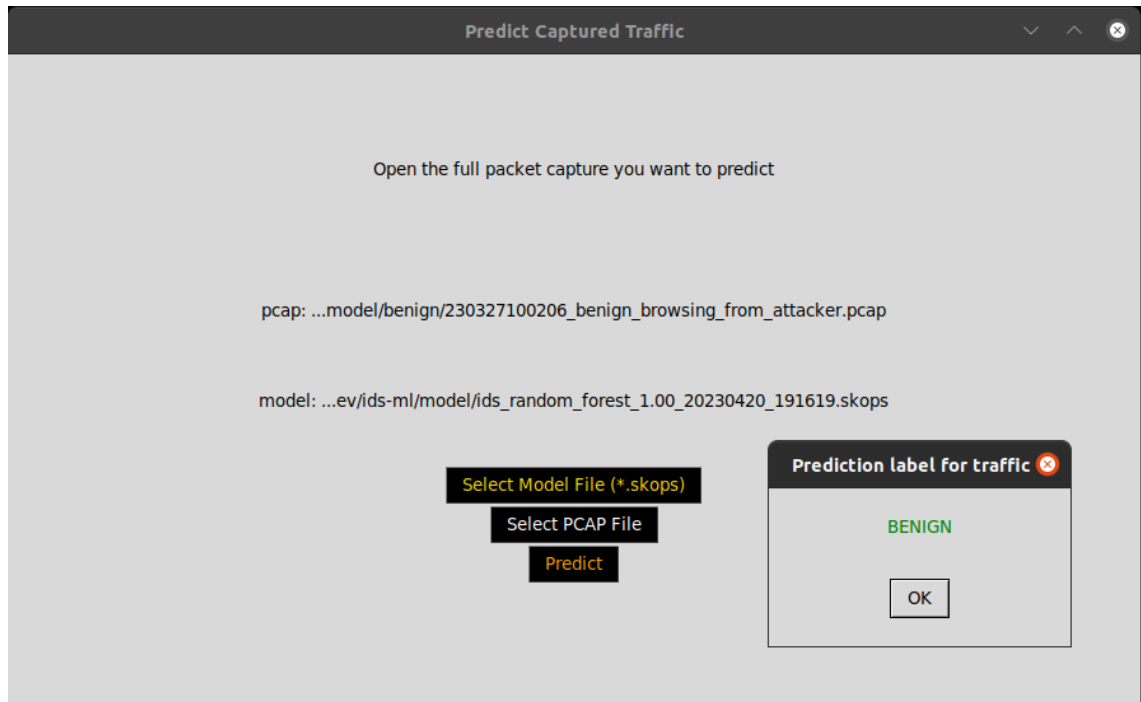 Predict Captured Traffic
Open the full packet capture you want to predict
pcap: ...model/benign/230327100206_benign_browsing_from_attacker.pcap
model: ...ev/ids-ml/model/ids_random_forest_1.00_20230420_191619.skops
Select Model File (*.skops)
Select PCAP File
Predict
Prediction label for traffic
BENIGN
OK